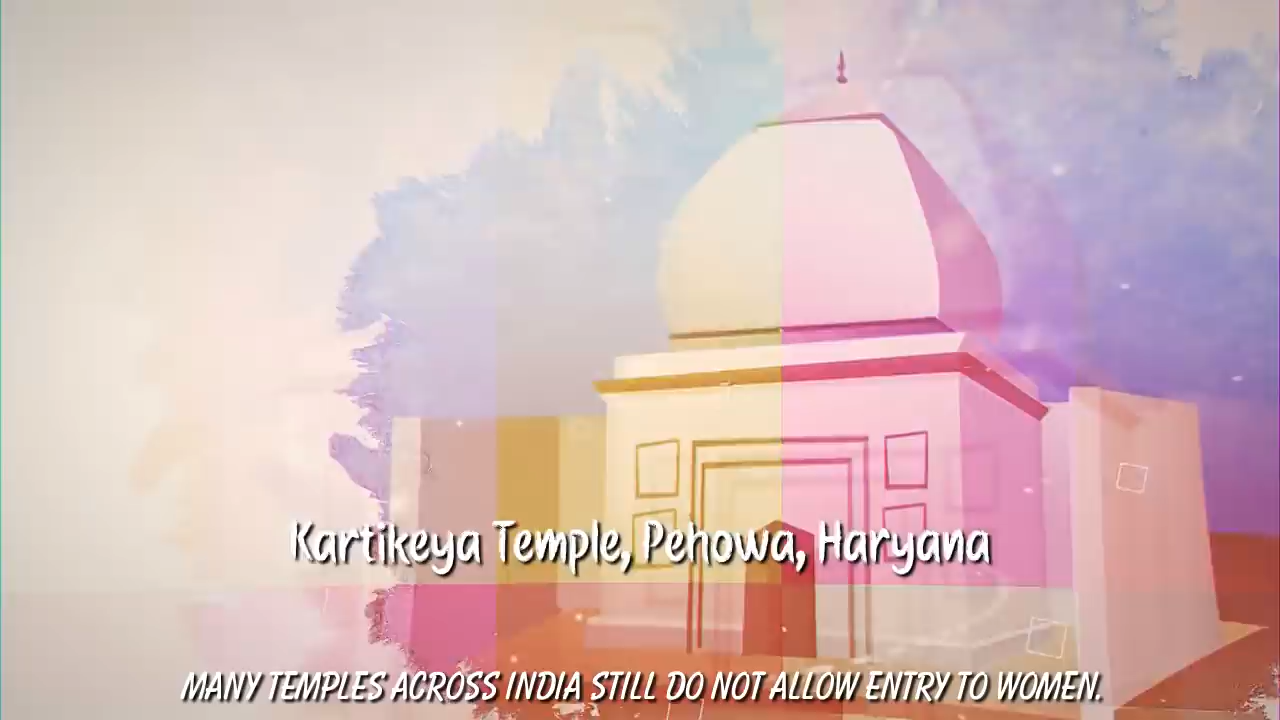 Kartikeya Temple, Pehowa, Haryana
MANY TEMPLES ACROSS INDIA STILL DO NOT ALLOW ENTRY TO WOMEN.